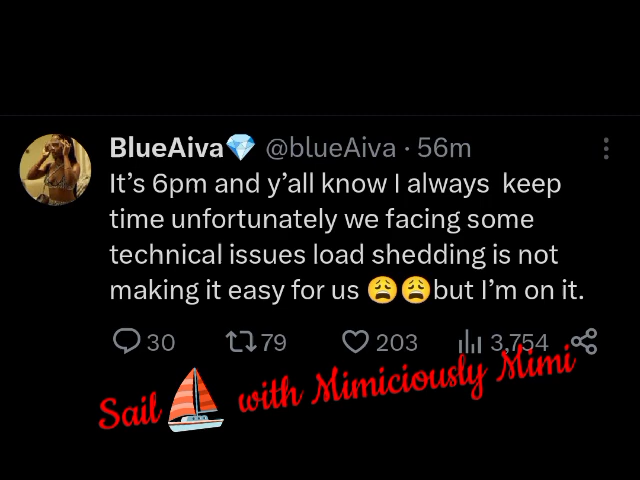 BlueAiva💎 @blueAiva · 56m
It's 6pm and y'all know I always  keep
time unfortunately we facing some
technical issues load shedding is not
making it easy for us 😩😩but I'm on it.
30 79 203 3,754
Sail⛵ with Mimiciously Mimi